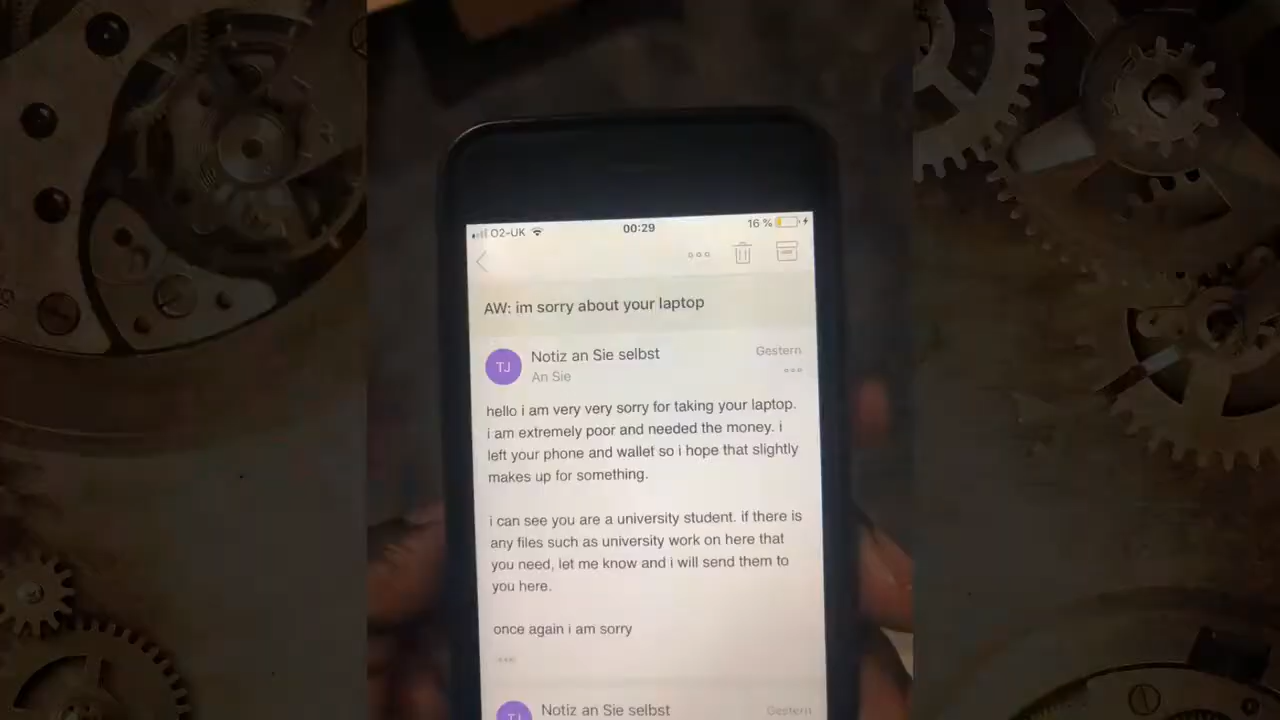 O2-UK
00:29
16 %
AW: im sorry about your laptop
TJ
Notiz an Sie selbst
Gestern
An Sie
hello i am very very sorry for taking your laptop.
i am extremely poor and needed the money. i
left your phone and wallet so i hope that slightly
makes up for something.
i can see you are a university student. if there is
any files such as university work on here that
you need, let me know and i will send them to
you here.
once again i am sorry
TJ
Notiz an Sie selbst
Gestern